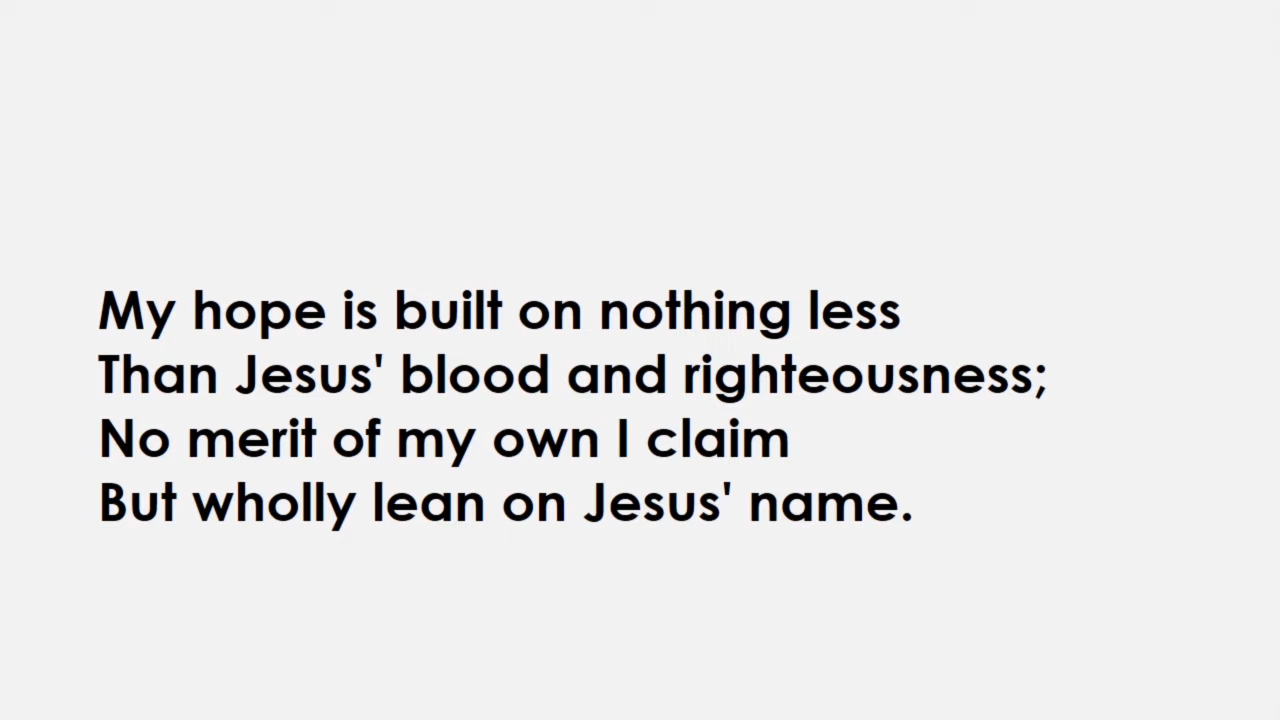 My hope is built on nothing less
Than Jesus' blood and righteousness;
No merit of my own I claim
But wholly lean on Jesus' name.